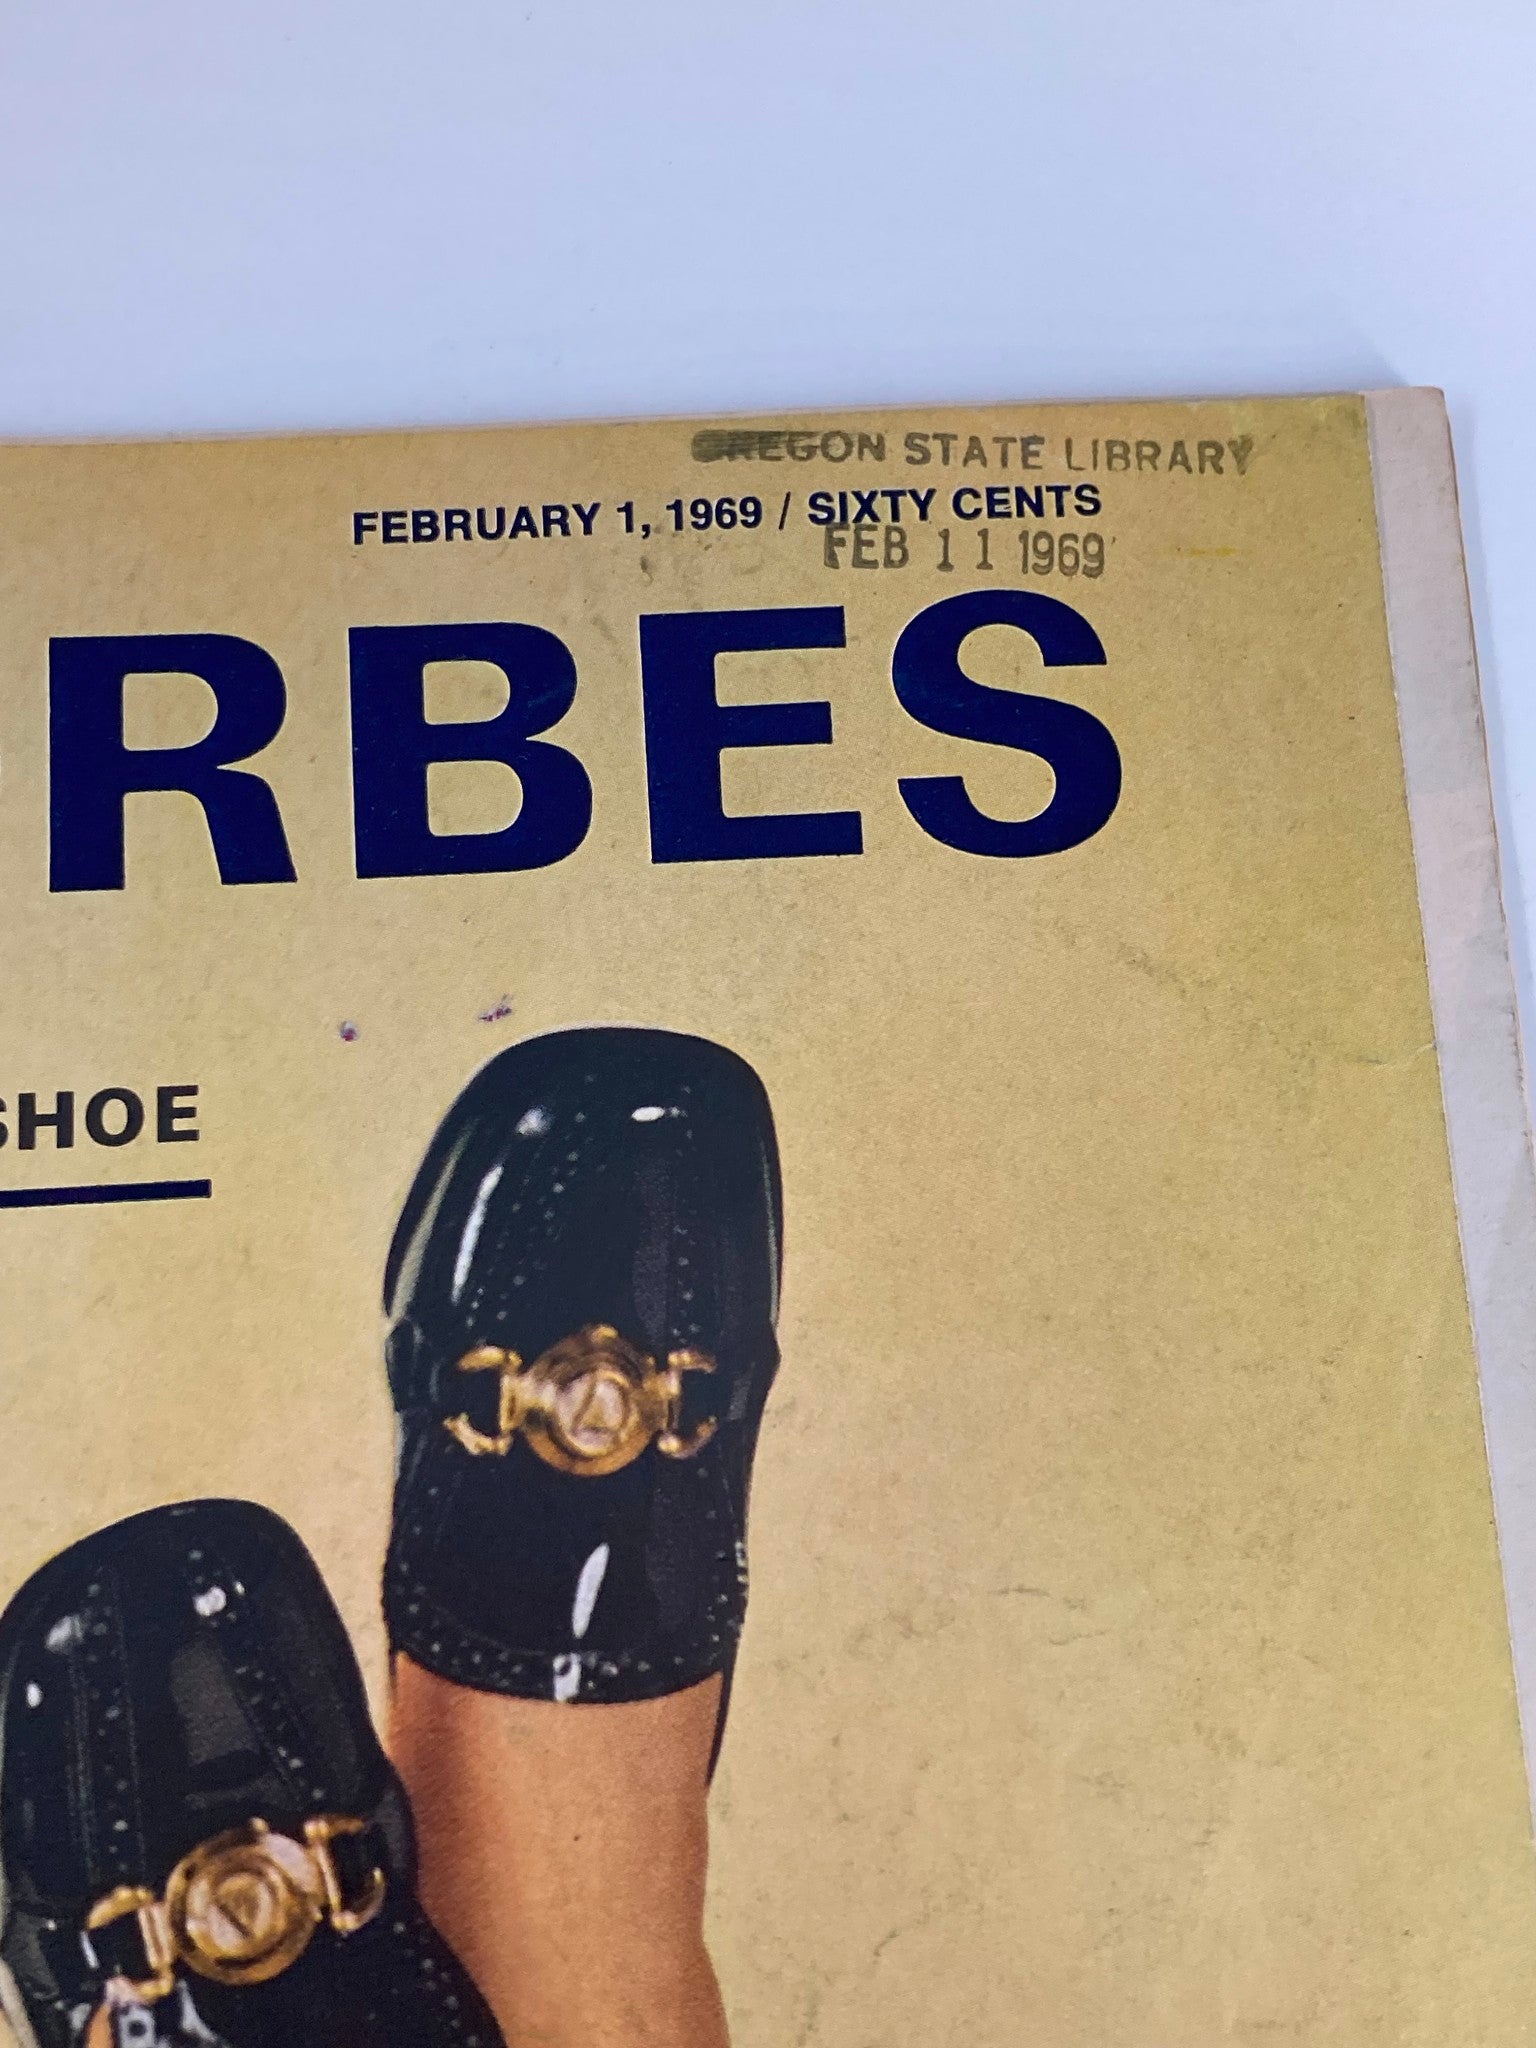 OREGON STATE LIBRARY
FEBRUARY 1, 1969 / SIXTY CENTS
FEB 11 1969
RBES
SHOE